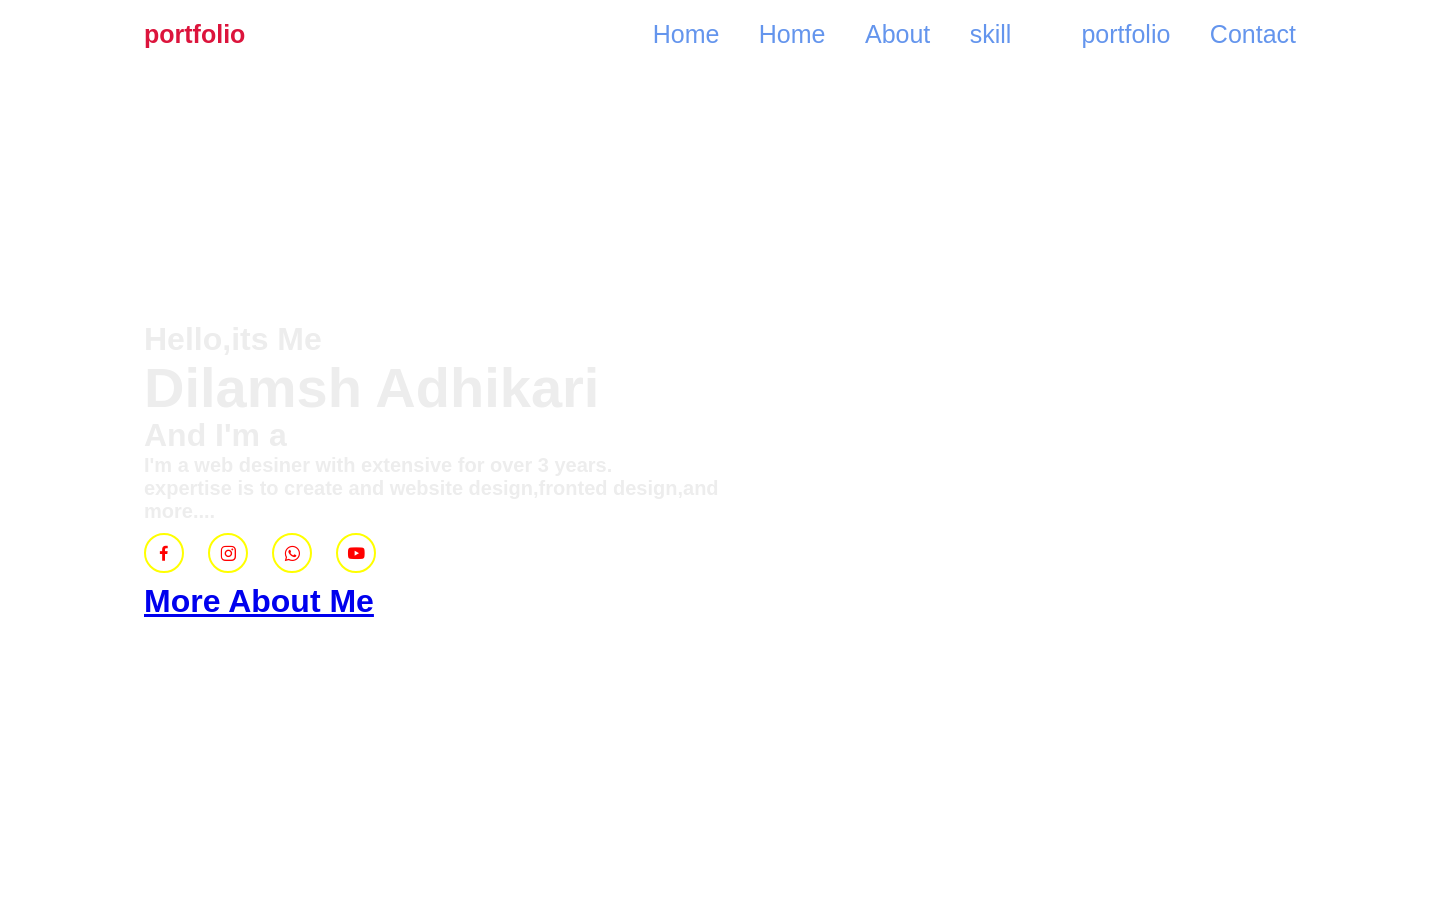 portfolio
Home Home About skill portfolio Contact
Hello,its Me
Dilamsh Adhikari
And I'm a
I'm a web desiner with extensive for over 3 years.
expertise is to create and website design,fronted design,and
more....
More About Me